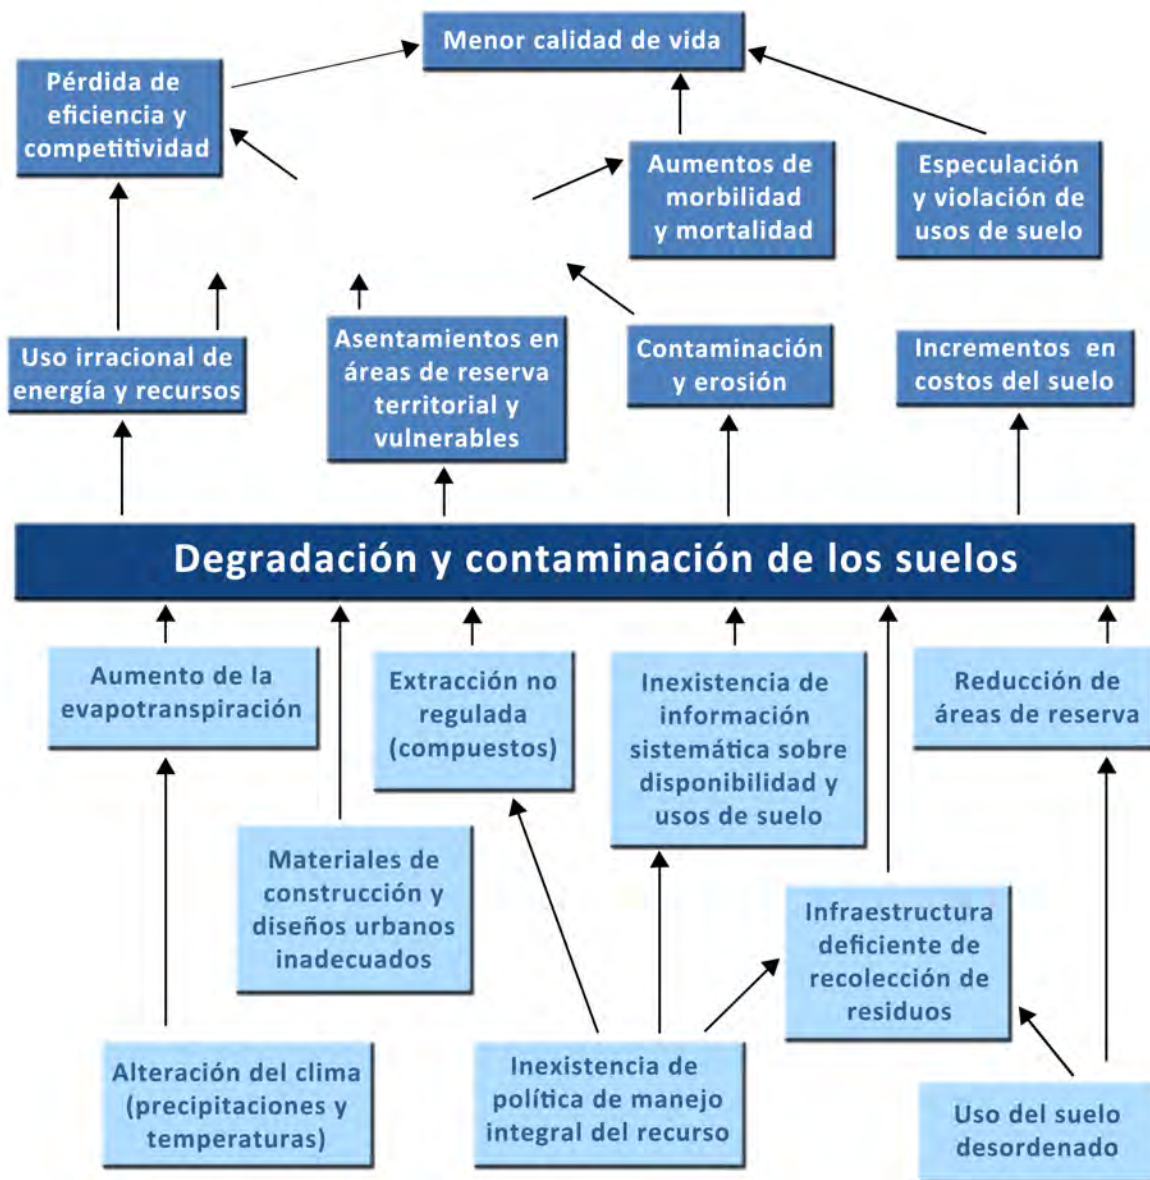 Menor calidad de vida
Pérdida de
eficiencia y
competitividad
Aumentos de
morbilidad
y mortalidad
Especulación
y violación de
usos de suelo
Uso irracional de
energía y recursos
Asentamientos en
áreas de reserva
territorial y
vulnerables
Contaminación
y erosión
Incrementos en
costos del suelo
Degradación y contaminación de los suelos
Aumento de la
evapotranspiración
Extracción no
regulada
(compuestos)
Inexistencia de
información
sistemática sobre
disponibilidad y
usos de suelo
Reducción de
áreas de reserva
Materiales de
construcción y
diseños urbanos
inadecuados
Infraestructura
deficiente de
recolección de
residuos
Alteración del clima
(precipitaciones y
temperaturas)
Inexistencia de
política de manejo
integral del recurso
Uso del suelo
desordenado